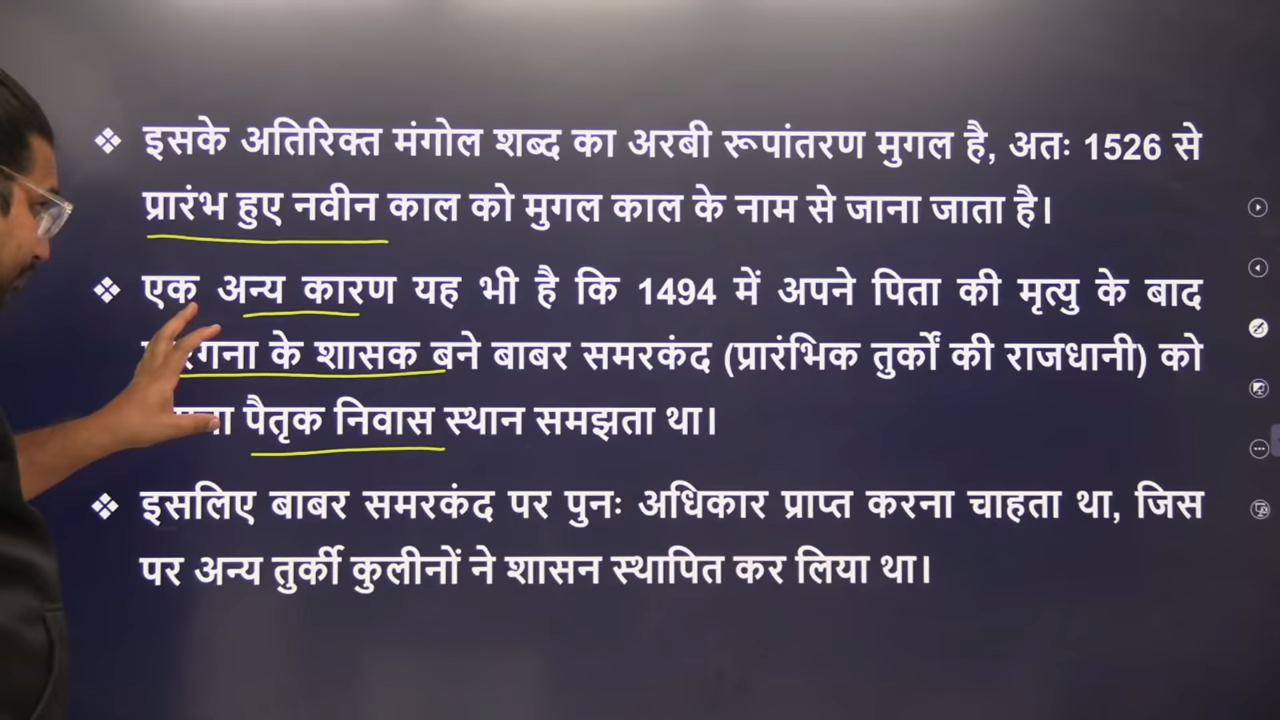 ❖ इसके अतिरिक्त मंगोल शब्द का अरबी रूपांतरण मुगल है, अतः 1526 से
प्रारंभ हुए नवीन काल को मुगल काल के नाम से जाना जाता है।
❖ एक अन्य कारण यह भी है कि 1494 में अपने पिता की मृत्यु के बाद
के शासक बने बाबर समरकंद (प्रारंभिक तुर्कों की राजधानी) को
पैतृक निवास स्थान समझता था।
❖ इसलिए बाबर समरकंद पर पुनः अधिकार प्राप्त करना चाहता था, जिस
पर अन्य तुर्की कुलीनों ने शासन स्थापित कर लिया था।